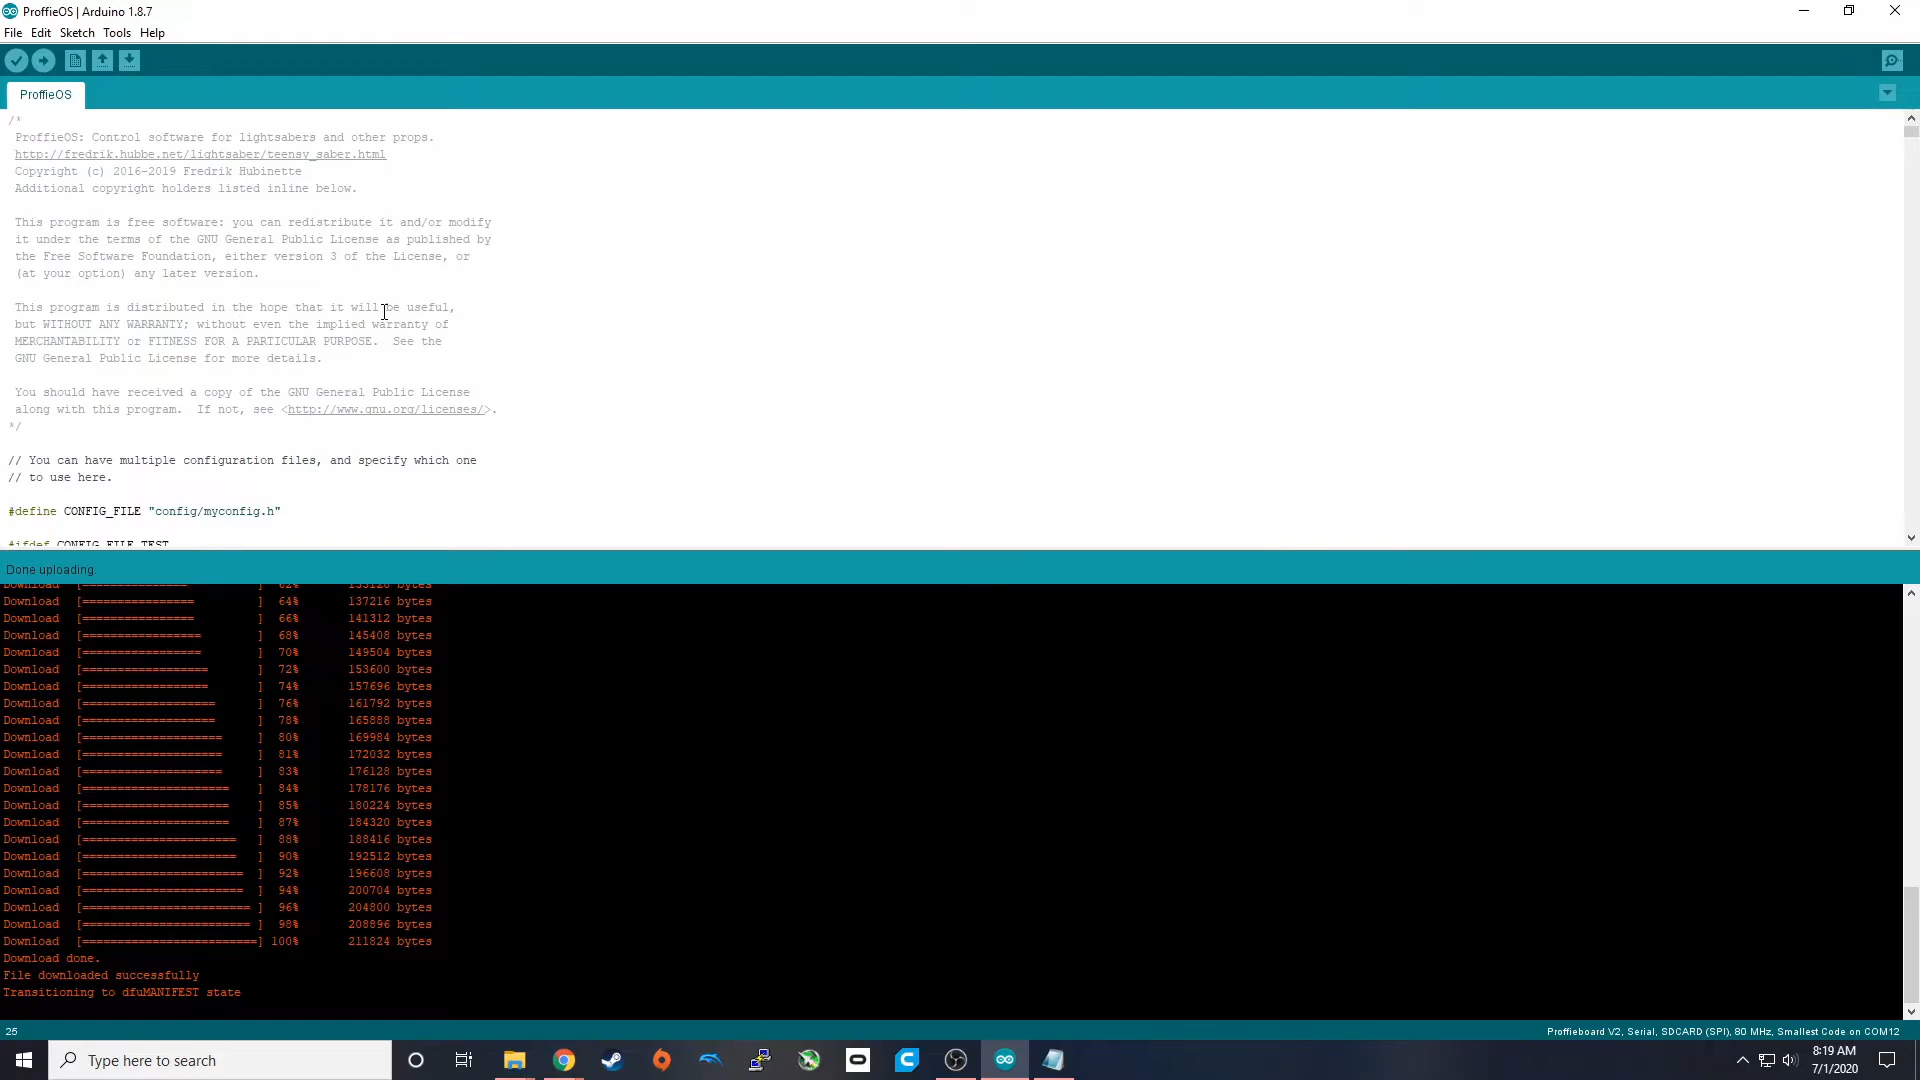 ProffieOS | Arduino 1.8.7
File Edit Sketch Tools Help
ProffieOS
/*
ProffieOS: Control software for lightsabers and other props.
http://fredrik.hubbe.net/lightsaber/teensy_saber.html
Copyright (c) 2016-2019 Fredrik Hubinette
Additional copyright holders listed inline below.
This program is free software: you can redistribute it and/or modify
it under the terms of the GNU General Public License as published by
the Free Software Foundation, either version 3 of the License, or
(at your option) any later version.
This program is distributed in the hope that it will be useful,
but WITHOUT ANY WARRANTY; without even the implied warranty of
MERCHANTABILITY or FITNESS FOR A PARTICULAR PURPOSE.  See the
GNU General Public License for more details.
You should have received a copy of the GNU General Public License
along with this program.  If not, see <http://www.gnu.org/licenses/>.
*/
// You can have multiple configuration files, and specify which one
// to use here.
#define CONFIG_FILE "config/myconfig.h"
#ifdef CONFIG_FILE_TEST
Done uploading.
Download [=============== ] 62% 133120 bytes
Download [================ ] 64% 137216 bytes
Download [================ ] 66% 141312 bytes
Download [================= ] 68% 145408 bytes
Download [================= ] 70% 149504 bytes
Download [================== ] 72% 153600 bytes
Download [================== ] 74% 157696 bytes
Download [=================== ] 76% 161792 bytes
Download [=================== ] 78% 165888 bytes
Download [==================== ] 80% 169984 bytes
Download [==================== ] 81% 172032 bytes
Download [==================== ] 83% 176128 bytes
Download [===================== ] 84% 178176 bytes
Download [===================== ] 85% 180224 bytes
Download [===================== ] 87% 184320 bytes
Download [====================== ] 88% 188416 bytes
Download [====================== ] 90% 192512 bytes
Download [======================= ] 92% 196608 bytes
Download [======================= ] 94% 200704 bytes
Download [======================== ] 96% 204800 bytes
Download [======================== ] 98% 208896 bytes
Download [=========================] 100% 211824 bytes
Download done.
File downloaded successfully
Transitioning to dfuMANIFEST state
25
Proffieboard V2, Serial, SDCARD (SPI), 80 MHz, Smallest Code on COM12
Type here to search
8:19 AM
7/1/2020